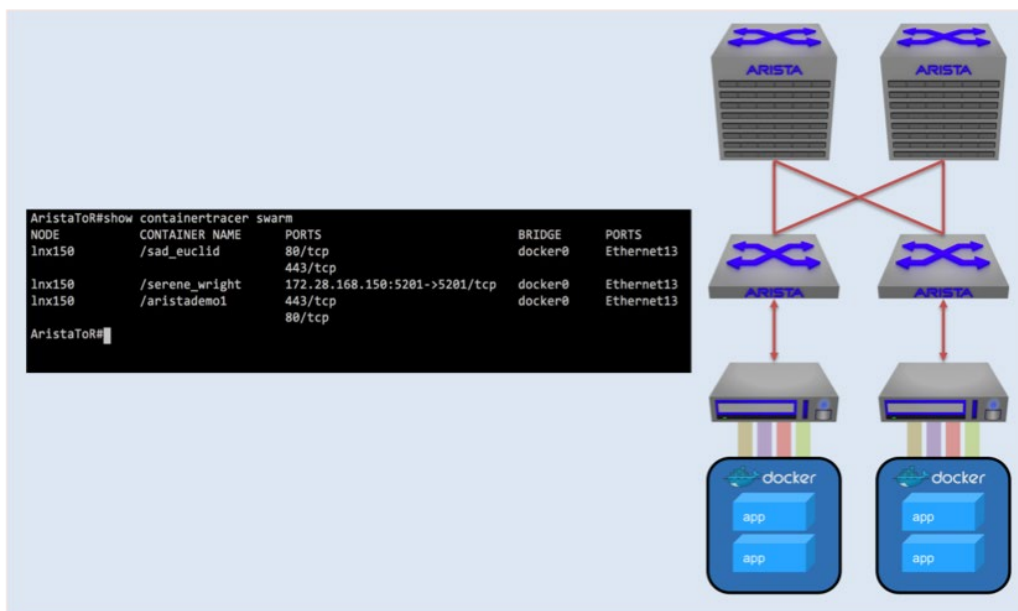 ARISTA
ARISTA
AristaToR#show containertracer swarm
NODE CONTAINER NAME PORTS BRIDGE PORTS
lnx150 /sad_euclid 80/tcp docker0 Ethernet13
443/tcp
lnx150 /serene_wright 172.28.168.150:5201->5201/tcp docker0 Ethernet13
lnx150 /aristademo1 443/tcp docker0 Ethernet13
80/tcp
AristaToR#
ARISTA
ARISTA
docker
app
app
docker
app
app